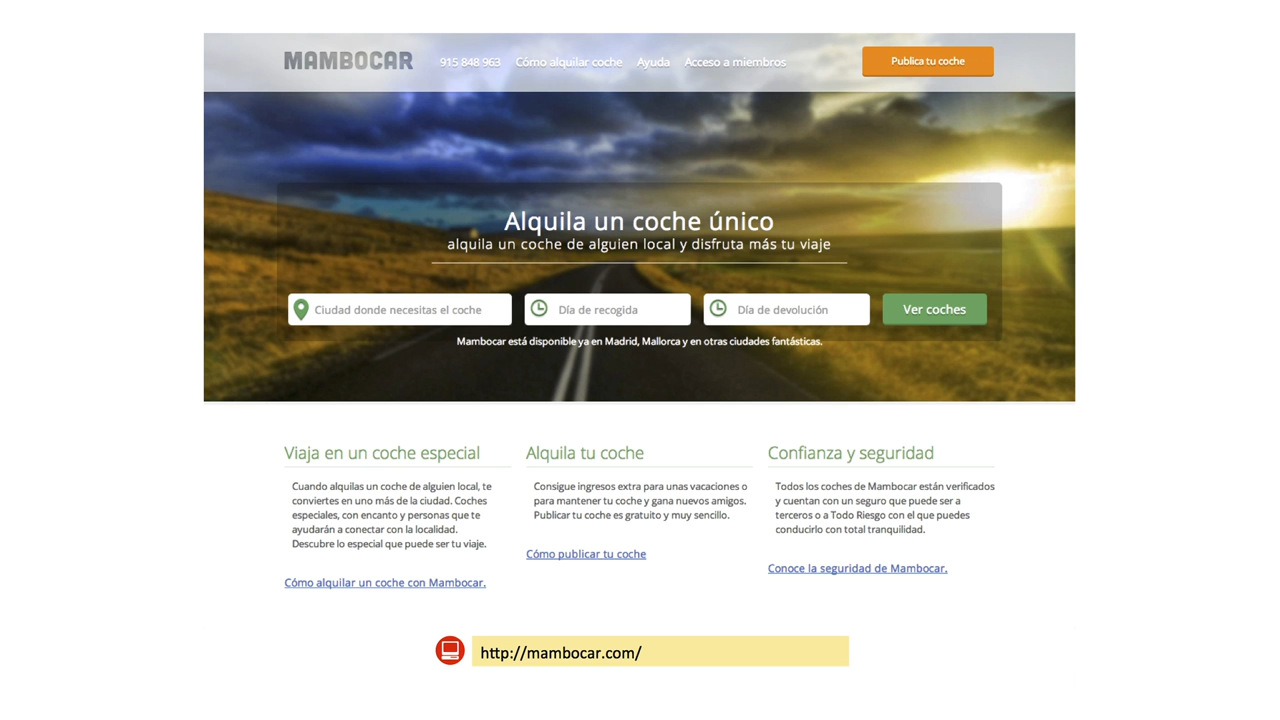 MAMBOCAR 915 848 963 Cómo alquilar coche Ayuda Acceso a miembros Publica tu coche
Alquila un coche único
alquila un coche de alguien local y disfruta más tu viaje
Ciudad donde necesitas el coche Día de recogida Día de devolución Ver coches
Mambocar está disponible ya en Madrid, Mallorca y en otras ciudades fantásticas.
Viaja en un coche especial
Cuando alquilas un coche de alguien local, te
conviertes en uno más de la ciudad. Coches
especiales, con encanto y personas que te
ayudarán a conectar con la localidad.
Descubre lo especial que puede ser tu viaje.
Cómo alquilar un coche con Mambocar.
Alquila tu coche
Consigue ingresos extra para unas vacaciones o
para mantener tu coche y gana nuevos amigos.
Publicar tu coche es gratuito y muy sencillo.
Cómo publicar tu coche
Confianza y seguridad
Todos los coches de Mambocar están verificados
y cuentan con un seguro que puede ser a
terceros o a Todo Riesgo con el que puedes
conducirlo con total tranquilidad.
Conoce la seguridad de Mambocar.
http://mambocar.com/